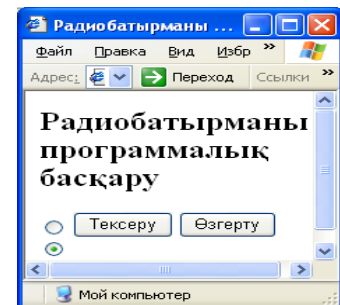 Радиобатырманы ...
Файл Правка Вид Избр »
Адрес: Переход Ссылки »
Радиобатырманы
программалық
басқару
Тексеру Өзгерту
Мой компьютер